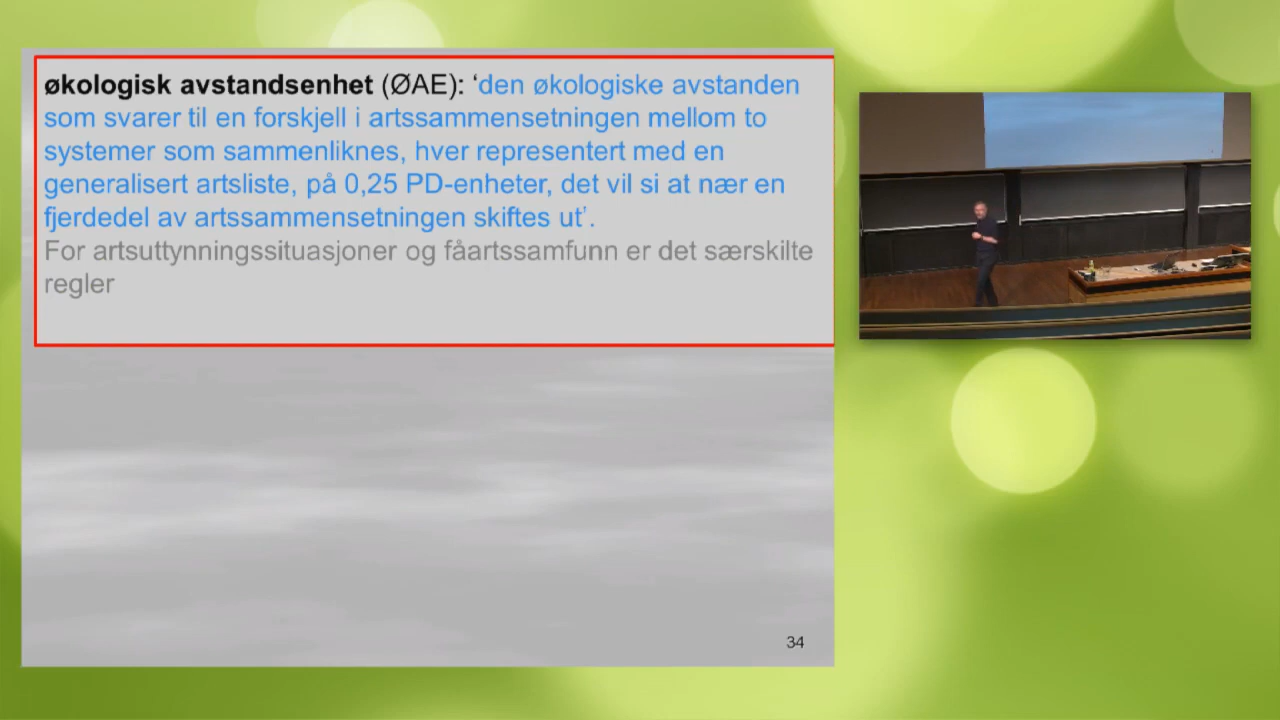 økologisk avstandsenhet (ØAE): ‘den økologiske avstanden
som svarer til en forskjell i artssammensetningen mellom to
systemer som sammenliknes, hver representert med en
generalisert artsliste, på 0,25 PD-enheter, det vil si at nær en
fjerdedel av artssammensetningen skiftes ut’.
For artsuttynningssituasjoner og fåartssamfunn er det særskilte
regler
34